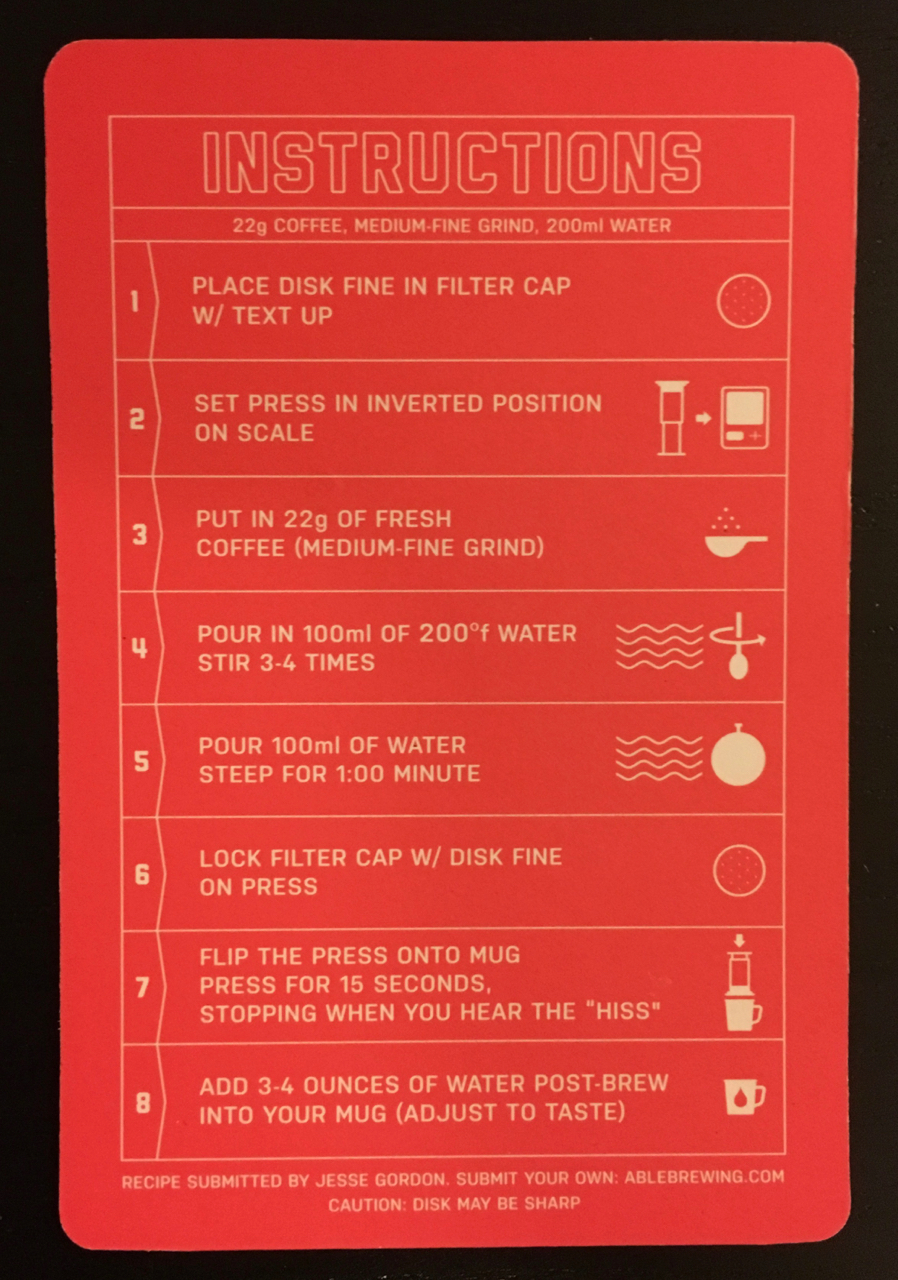 INSTRUCTIONS
22g COFFEE, MEDIUM-FINE GRIND, 200ml WATER
1
PLACE DISK FINE IN FILTER CAP
W/ TEXT UP
2
SET PRESS IN INVERTED POSITION
ON SCALE
3
PUT IN 22g OF FRESH
COFFEE (MEDIUM-FINE GRIND)
4
POUR IN 100ml OF 200°f WATER
STIR 3-4 TIMES
5
POUR 100ml OF WATER
STEEP FOR 1:00 MINUTE
6
LOCK FILTER CAP W/ DISK FINE
ON PRESS
7
FLIP THE PRESS ONTO MUG
PRESS FOR 15 SECONDS,
STOPPING WHEN YOU HEAR THE "HISS"
8
ADD 3-4 OUNCES OF WATER POST-BREW
INTO YOUR MUG (ADJUST TO TASTE)
RECIPE SUBMITTED BY JESSE GORDON. SUBMIT YOUR OWN: ABLEBREWING.COM
CAUTION: DISK MAY BE SHARP